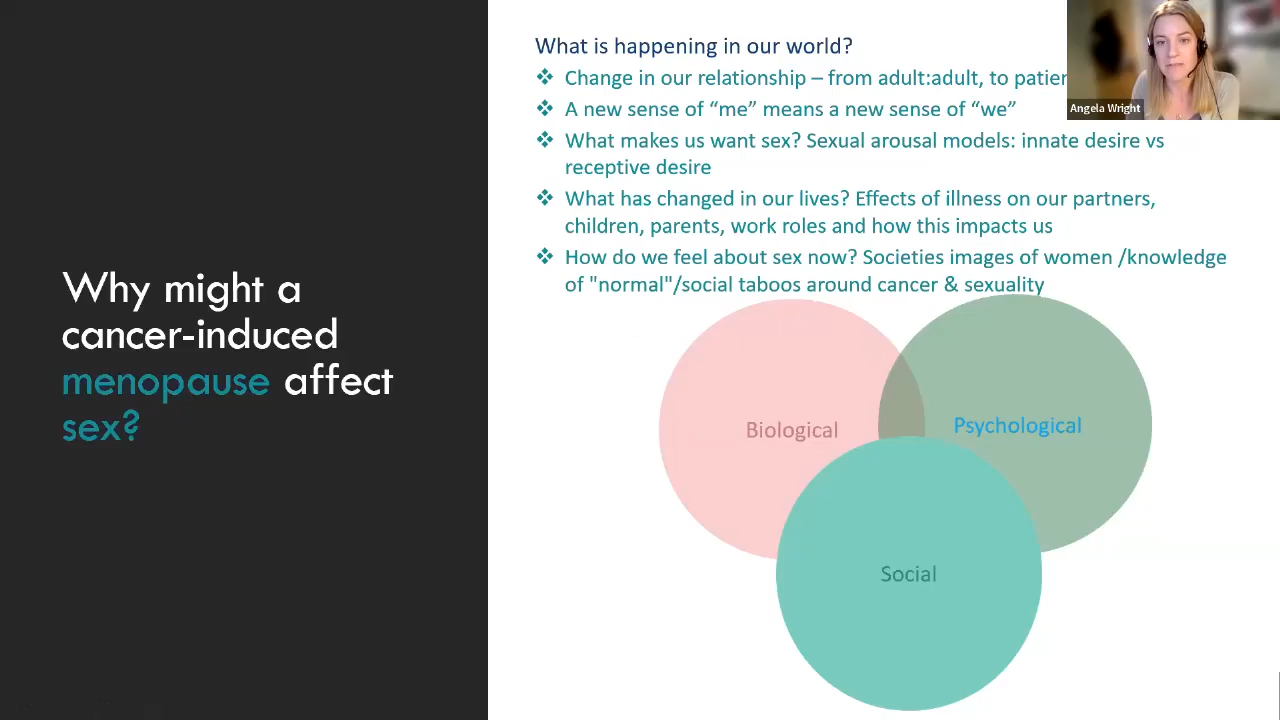 Why might a
cancer-induced
menopause affect
sex?
What is happening in our world?
❖ Change in our relationship – from adult:adult, to
❖ A new sense of “me” means a new sense of “we”
❖ What makes us want sex? Sexual arousal models: innate desire vs
receptive desire
❖ What has changed in our lives? Effects of illness on our partners,
children, parents, work roles and how this impacts us
❖ How do we feel about sex now? Societies images of women /knowledge
of "normal"/social taboos around cancer & sexuality
Angela Wright
Biological
Psychological
Social